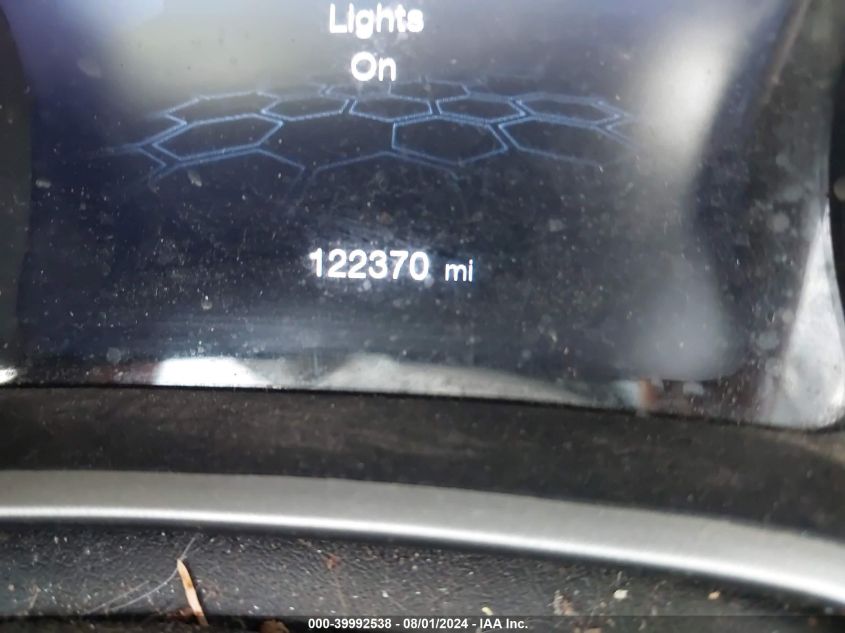 Lights
On
122370 mi
000-39992538 - 08/01/2024 - IAA Inc.